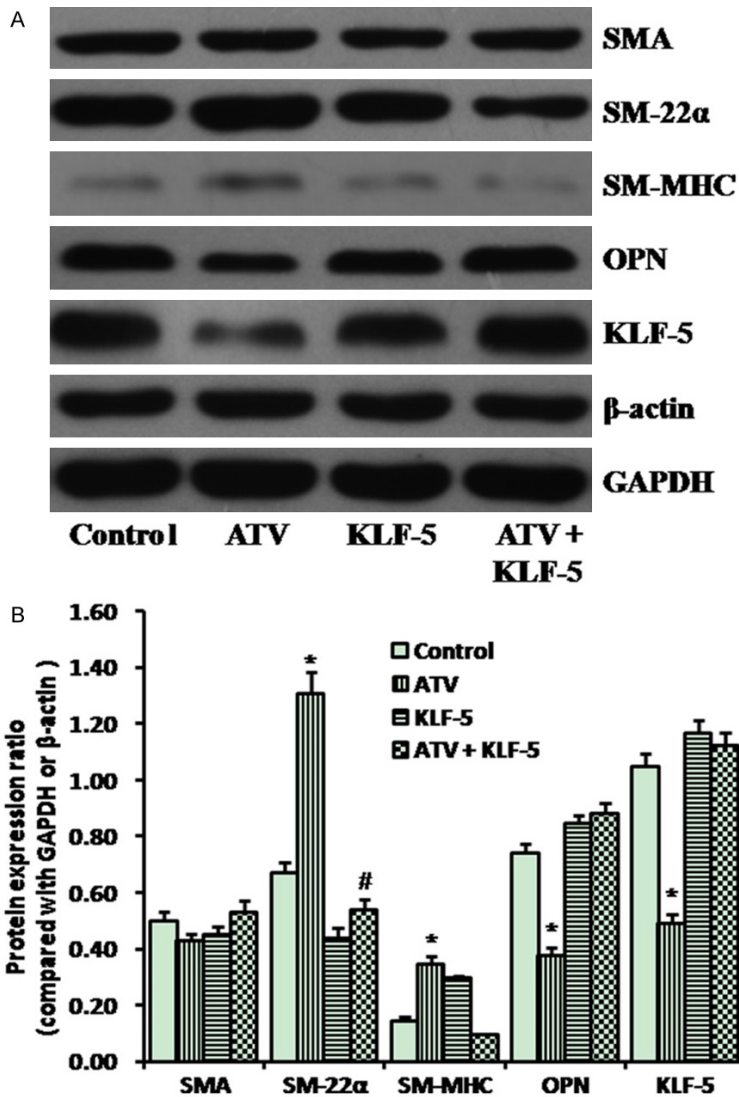 A
SMA
SM-22α
SM-MHC
OPN
KLF-5
β-actin
GAPDH
Control ATV KLF-5 ATV +
KLF-5
B
Protein expression ratio
(compared with GAPDH or β-actin )
1.60
1.40
1.20
1.00
0.80
0.60
0.40
0.20
0.00
Control
ATV
KLF-5
ATV + KLF-5
*
#
*
*
*
SMA SM-22α SM-MHC OPN KLF-5